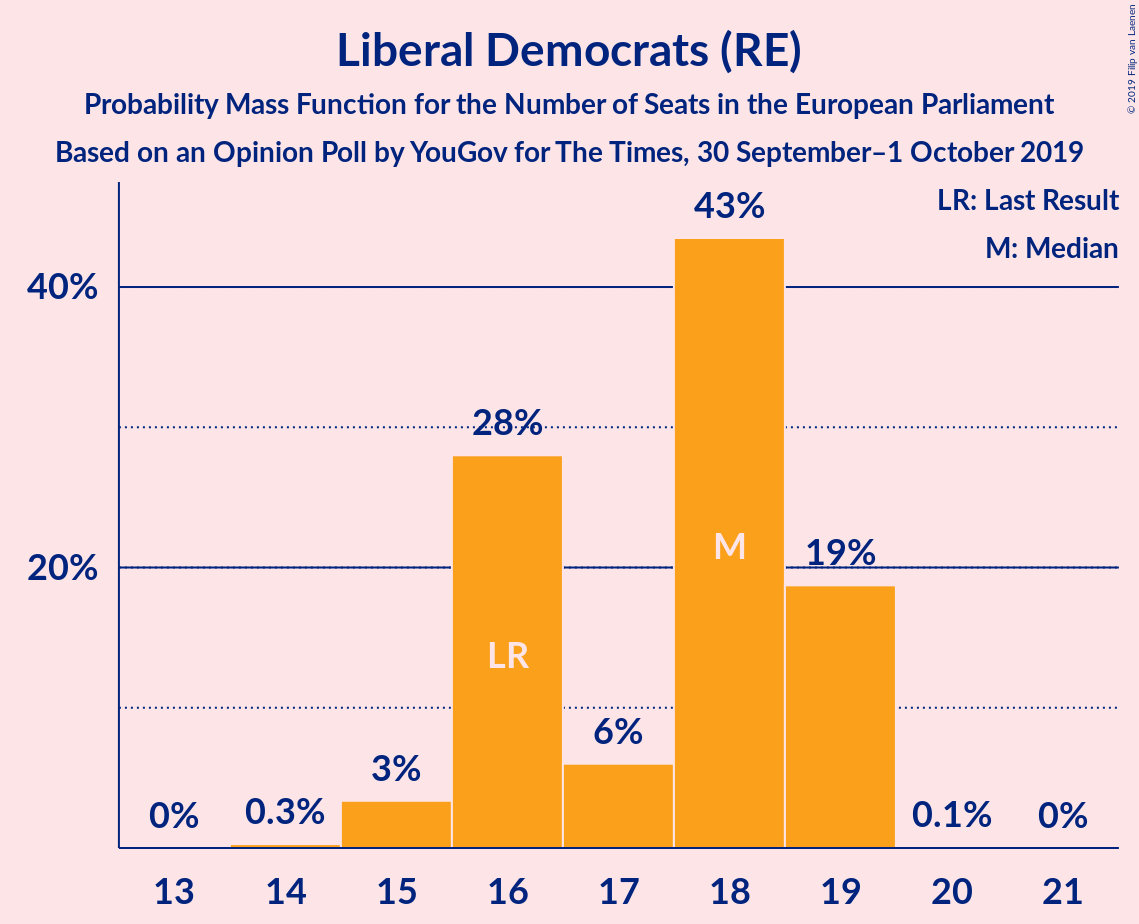 Liberal Democrats (RE)
Probability Mass Function for the Number of Seats in the European Parliament
Based on an Opinion Poll by YouGov for The Times, 30 September–1 October 2019
© 2019 Filip van Laenen
LR: Last Result
M: Median
40%
20%
0%
0.3%
3%
28%
6%
43%
19%
0.1%
0%
LR
M
13 14 15 16 17 18 19 20 21